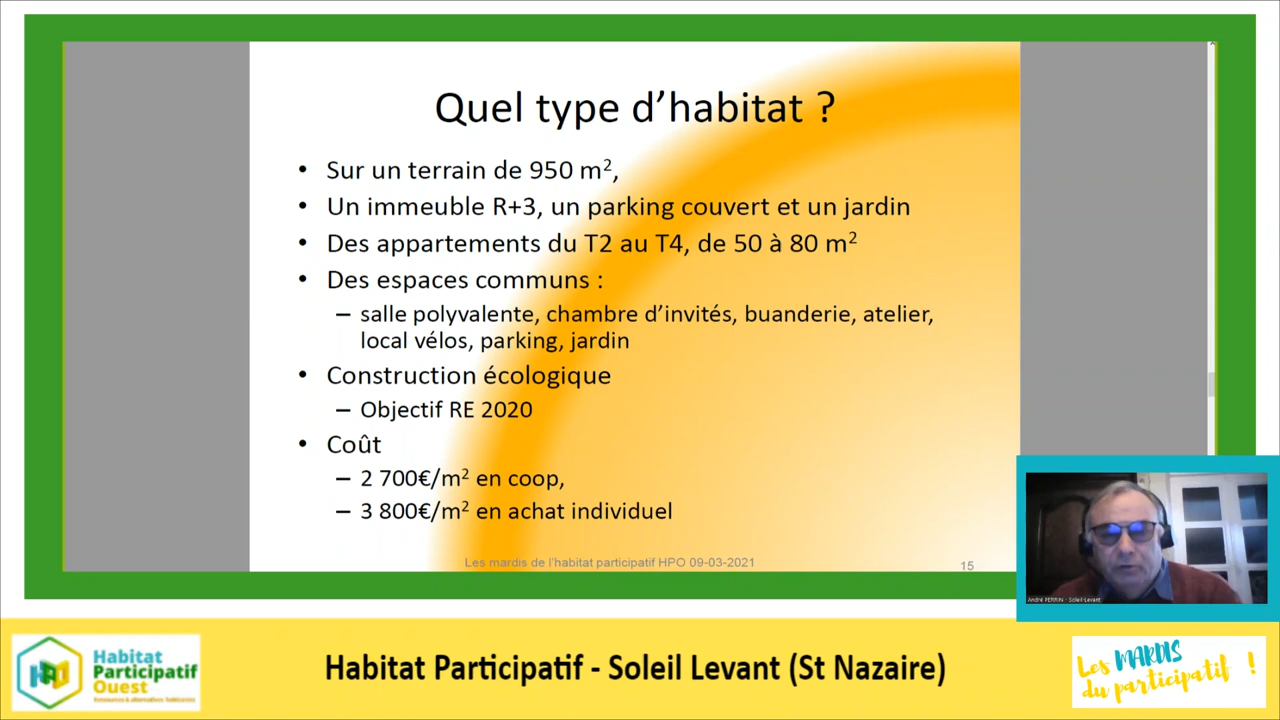 Quel type d'habitat ?
• Sur un terrain de 950 m²,
• Un immeuble R+3, un parking couvert et un jardin
• Des appartements du T2 au T4, de 50 à 80 m²
• Des espaces communs :
– salle polyvalente, chambre d'invités, buanderie, atelier,
local vélos, parking, jardin
• Construction écologique
– Objectif RE 2020
• Coût
– 2 700€/m² en coop,
– 3 800€/m² en achat individuel
Les mardis de l'habitat participatif HPO 09-03-2021
15
André PERRIN - Soleil-Levant
Habitat
Participatif
Ouest
Habitat Participatif - Soleil Levant (St Nazaire)
Les MARDIS
du participatif !